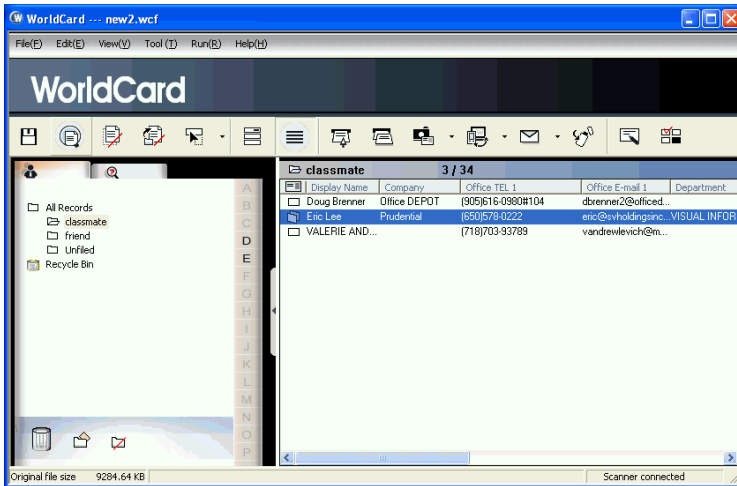 WorldCard --- new2.wcf
File(F) Edit(E) View(V) Tool (T) Run(R) Help(H)
WorldCard
classmate 3 / 34
Display Name Company Office TEL 1 Office E-mail 1 Department
Doug Brenner Office DEPOT (905)616-0980#104 dbrenner2@officed...
Eric Lee Prudential (650)578-0222 eric@svholdingsinc... VISUAL INFOR
VALERIE AND... (718)703-93789 vandrewlevich@m...
All Records
classmate
friend
Unfiled
Recycle Bin
A
B
C
D
E
F
G
H
I
J
K
L
M
N
O
P
Original file size 9284.64 KB Scanner connected